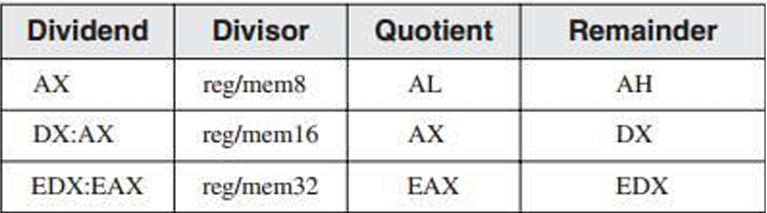 Dividend Divisor Quotient Remainder
AX reg/mem8 AL AH
DX:AX reg/mem16 AX DX
EDX:EAX reg/mem32 EAX EDX